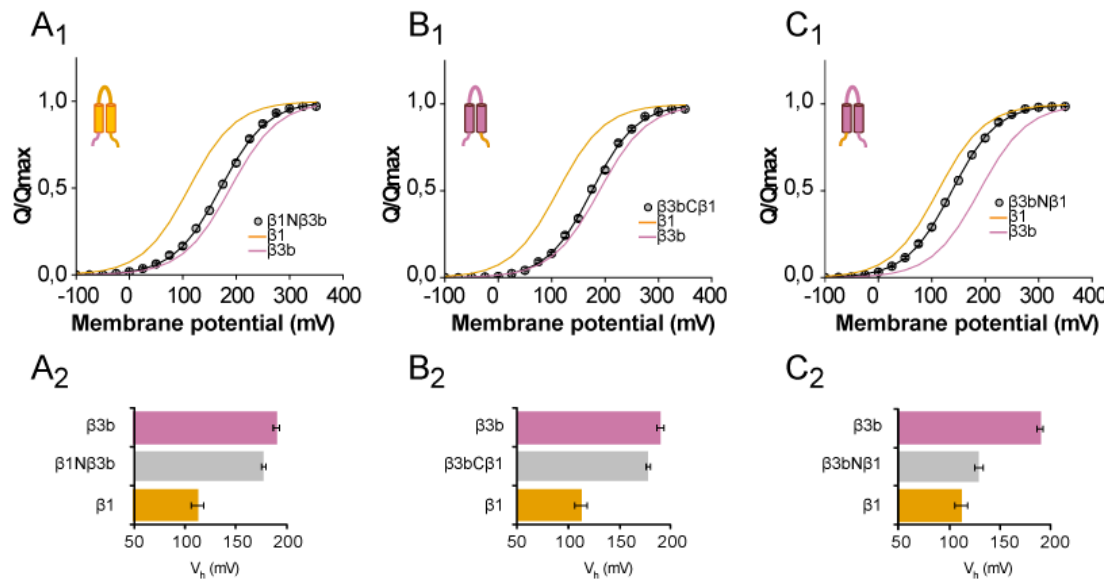 A1
B1
C1
Q/Qmax
1,0
0,5
0,0
β1Nβ3b
β1
β3b
-100 0 100 200 300 400
Membrane potential (mV)
Q/Qmax
1,0
0,5
0,0
β3bCβ1
β1
β3b
-100 0 100 200 300 400
Membrane potential (mV)
Q/Qmax
1,0
0,5
0,0
β3bNβ1
β1
β3b
-100 0 100 200 300 400
Membrane potential (mV)
A2
B2
C2
β3b
β1Nβ3b
β1
50 100 150 200
Vh (mV)
β3b
β3bCβ1
β1
50 100 150 200
Vh (mV)
β3b
β3bNβ1
β1
50 100 150 200
Vh (mV)